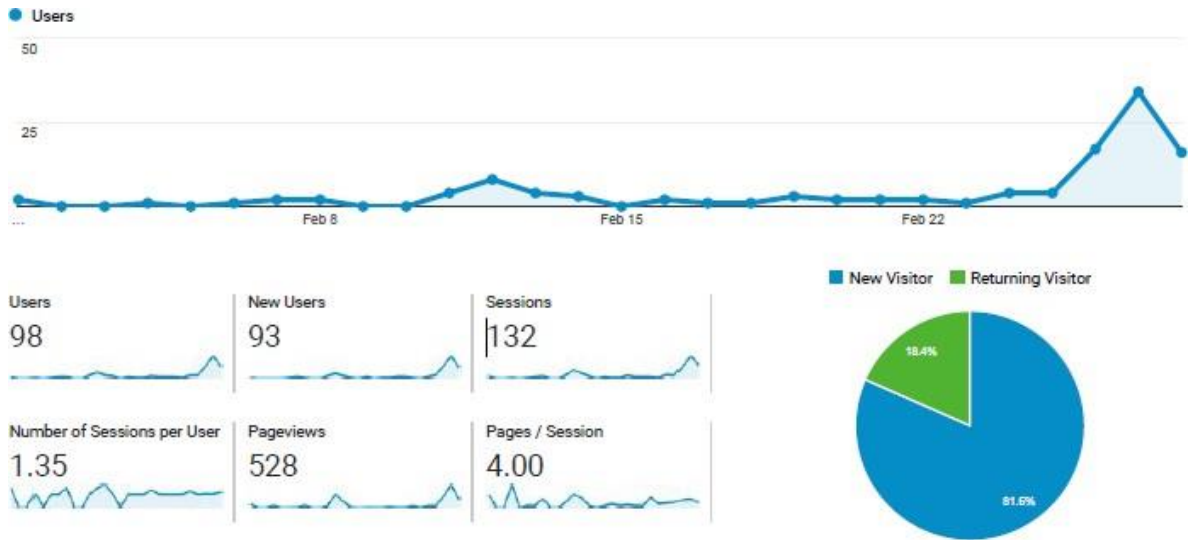 Users
50
25
...
Feb 8
Feb 15
Feb 22
New Visitor
Returning Visitor
Users
98
New Users
93
Sessions
132
Number of Sessions per User
1.35
Pageviews
528
Pages / Session
4.00
18.4%
81.6%